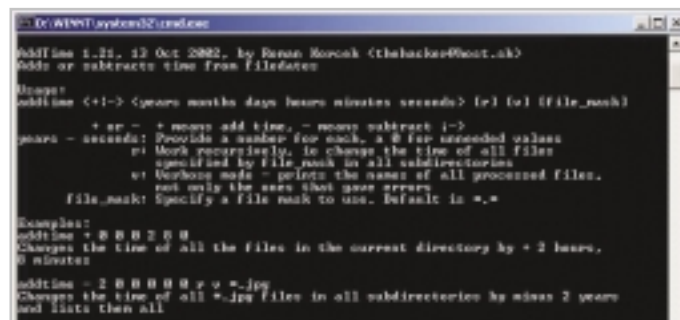 D:\WINNT\system32\cmd.exe
AddTime 1.21, 13 Oct 2002, by Roman Korcek (thehacker@host.sk)
Adds or subtracts time from filedates
Usage:
addtime <+|-> <years months days hours minutes seconds> [r] [v] [file_mask]
+ or - + means add time, - means subtract ;->
years - seconds: Provide a number for each, a 0 for unneeded values
r: Work recursively, ie change the time of all files
specified by file_mask in all subdirectories
v: Verbose mode - prints the names of all processed files,
not only the ones that gave errors
file_mask: Specify a file mask to use. Default is *.*
Examples:
addtime + 0 0 0 2 0 0
Changes the time of all the files in the current directory by + 2 hours,
0 minutes
addtime - 2 0 0 0 0 0 r v *.jpg
Changes the time of all *.jpg files in all subdirectories by minus 2 years
and lists them all